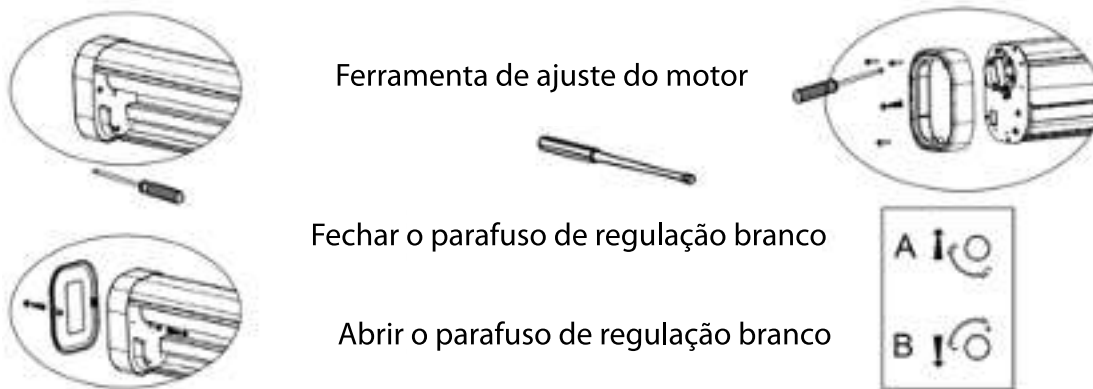 Ferramenta de ajuste do motor
Fechar o parafuso de regulação branco
A
Abrir o parafuso de regulação branco
B